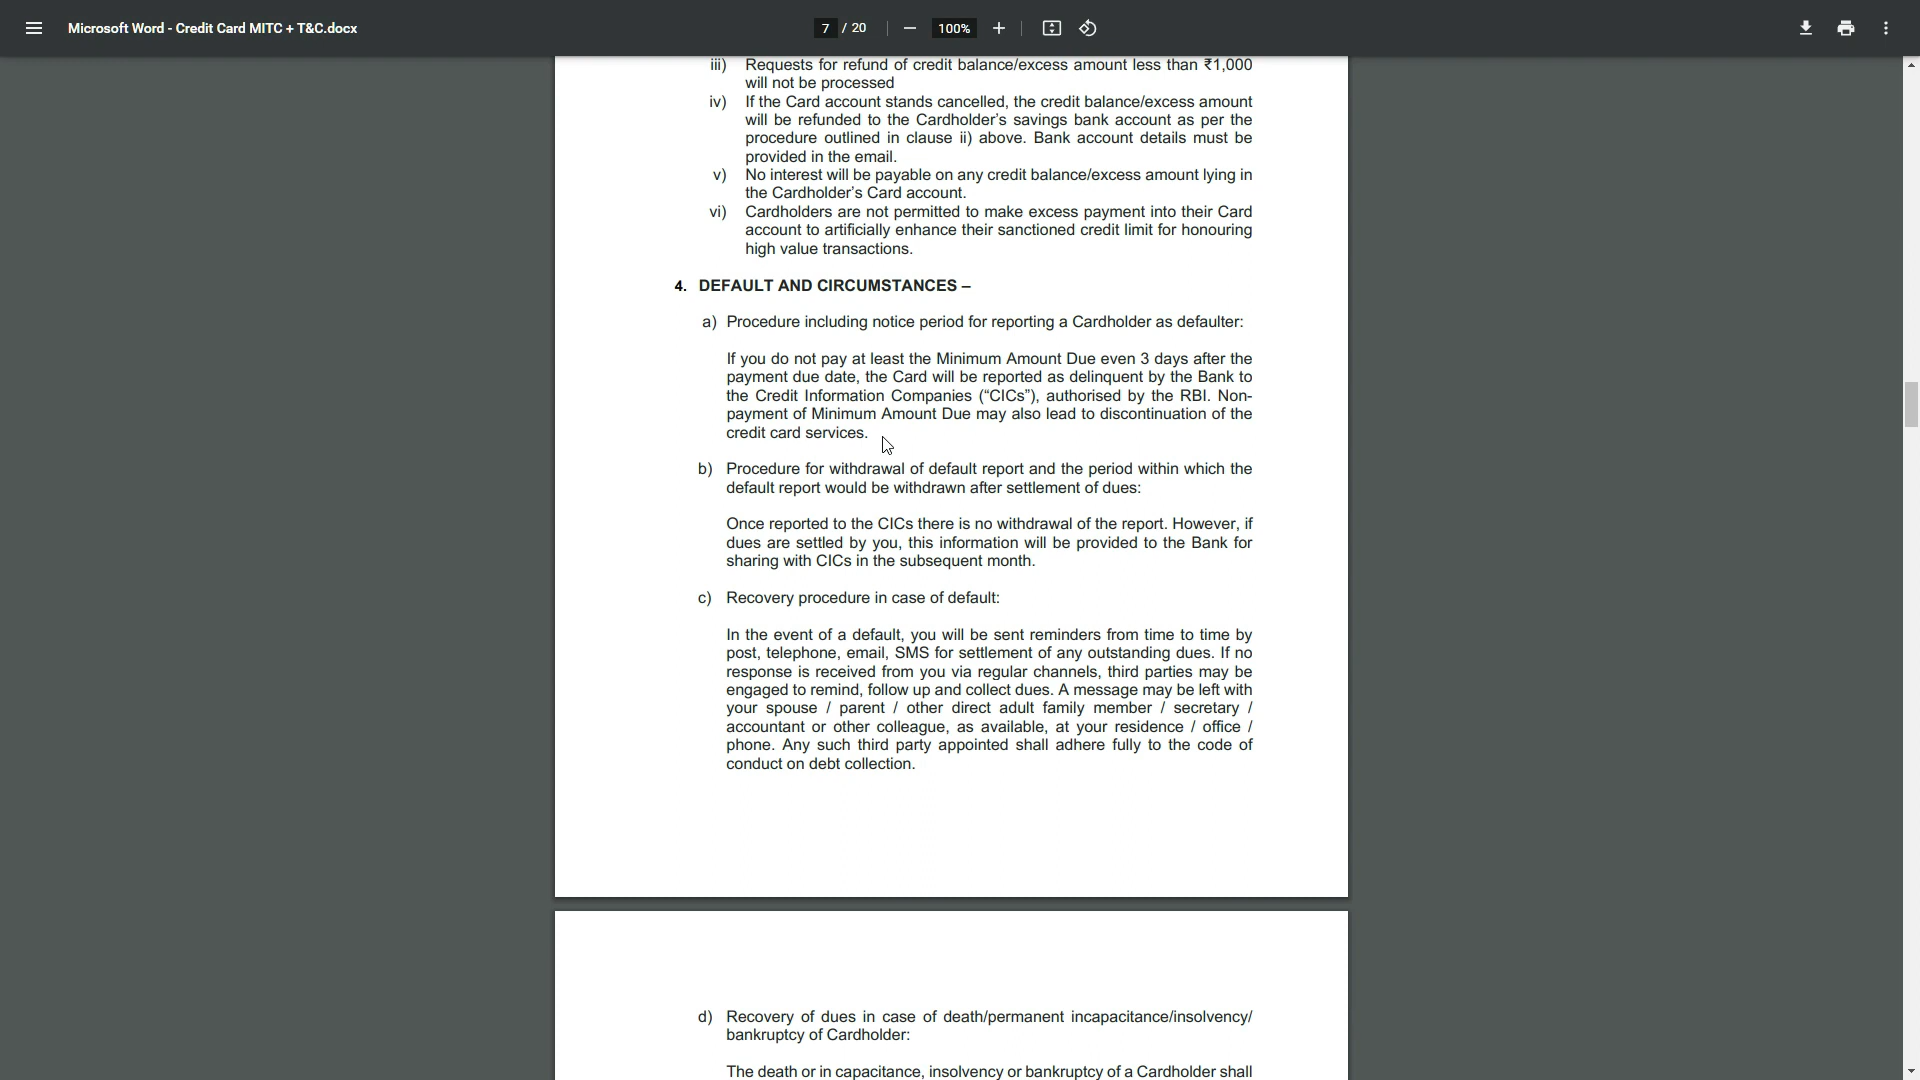 Microsoft Word - Credit Card MITC + T&C.docx
7 / 20
100%
iii) Requests for refund of credit balance/excess amount less than ₹1,000
will not be processed
iv) If the Card account stands cancelled, the credit balance/excess amount
will be refunded to the Cardholder's savings bank account as per the
procedure outlined in clause ii) above. Bank account details must be
provided in the email.
v) No interest will be payable on any credit balance/excess amount lying in
the Cardholder's Card account.
vi) Cardholders are not permitted to make excess payment into their Card
account to artificially enhance their sanctioned credit limit for honouring
high value transactions.
4. DEFAULT AND CIRCUMSTANCES –
a) Procedure including notice period for reporting a Cardholder as defaulter:
If you do not pay at least the Minimum Amount Due even 3 days after the
payment due date, the Card will be reported as delinquent by the Bank to
the Credit Information Companies (“CICs”), authorised by the RBI. Non-
payment of Minimum Amount Due may also lead to discontinuation of the
credit card services.
b) Procedure for withdrawal of default report and the period within which the
default report would be withdrawn after settlement of dues:
Once reported to the CICs there is no withdrawal of the report. However, if
dues are settled by you, this information will be provided to the Bank for
sharing with CICs in the subsequent month.
c) Recovery procedure in case of default:
In the event of a default, you will be sent reminders from time to time by
post, telephone, email, SMS for settlement of any outstanding dues. If no
response is received from you via regular channels, third parties may be
engaged to remind, follow up and collect dues. A message may be left with
your spouse / parent / other direct adult family member / secretary /
accountant or other colleague, as available, at your residence / office /
phone. Any such third party appointed shall adhere fully to the code of
conduct on debt collection.
d) Recovery of dues in case of death/permanent incapacitance/insolvency/
bankruptcy of Cardholder:
The death or in capacitance, insolvency or bankruptcy of a Cardholder shall